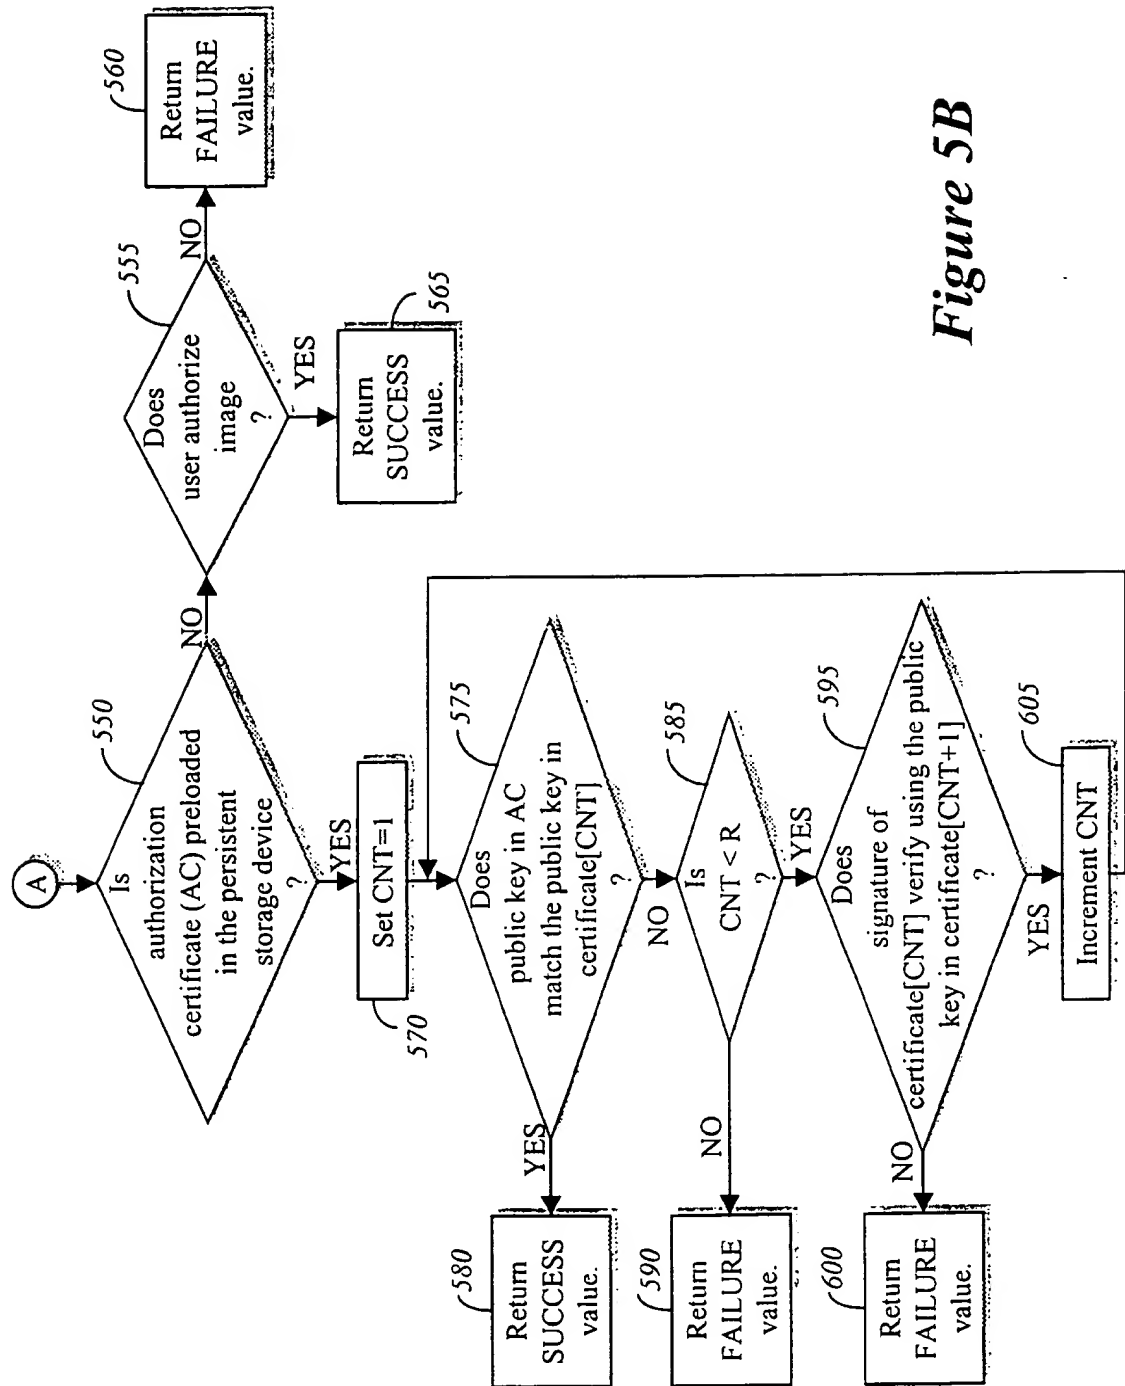 A
Is
authorization
certificate (AC) preloaded
in the persistent
storage device
?
550
NO
YES
Does
user authorize
image
?
555
NO
YES
Return
FAILURE
value.
560
Return
SUCCESS
value.
565
Set CNT=1
570
Does
public key in AC
match the public key in
certificate[CNT]
?
575
YES
NO
Return
SUCCESS
value.
580
Is
CNT < R
?
585
NO
YES
Return
FAILURE
value.
590
Does
signature of
certificate[CNT] verify using the public
key in certificate[CNT+1]
?
595
NO
YES
Return
FAILURE
value.
600
Increment CNT
605
Figure 5B